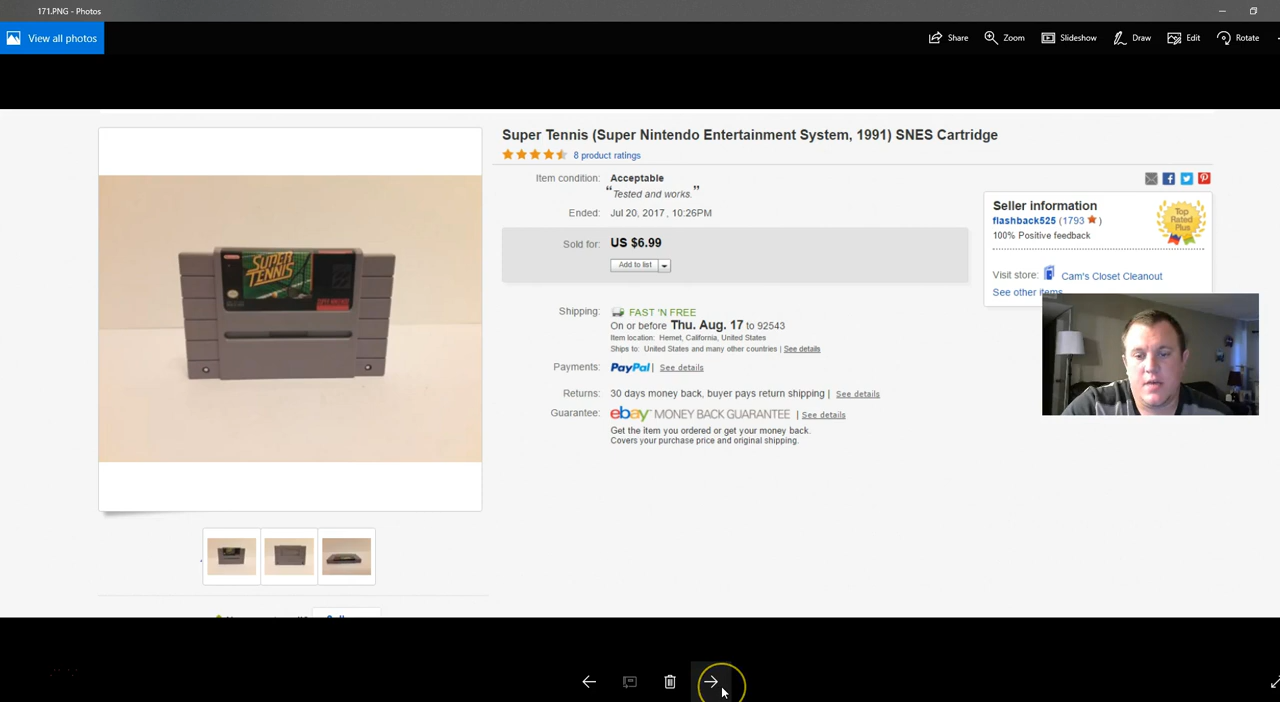 171.PNG - Photos
View all photos
Share
Zoom
Slideshow
Draw
Edit
Rotate
Super Tennis (Super Nintendo Entertainment System, 1991) SNES Cartridge
8 product ratings
Item condition: Acceptable
"Tested and works."
Ended: Jul 20, 2017 , 10:26PM
Sold for: US $6.99
Add to list
Shipping: FAST 'N FREE
On or before Thu. Aug. 17 to 92543
Item location: Hemet, California, United States
Ships to: United States and many other countries | See details
Payments: PayPal | See details
Returns: 30 days money back, buyer pays return shipping | See details
Guarantee: ebay MONEY BACK GUARANTEE | See details
Get the item you ordered or get your money back.
Covers your purchase price and original shipping.
Seller information
flashback525 (1793 )
100% Positive feedback
Top
Rated
Plus
Visit store: Cam's Closet Cleanout
See other items
SUPER
TENNIS